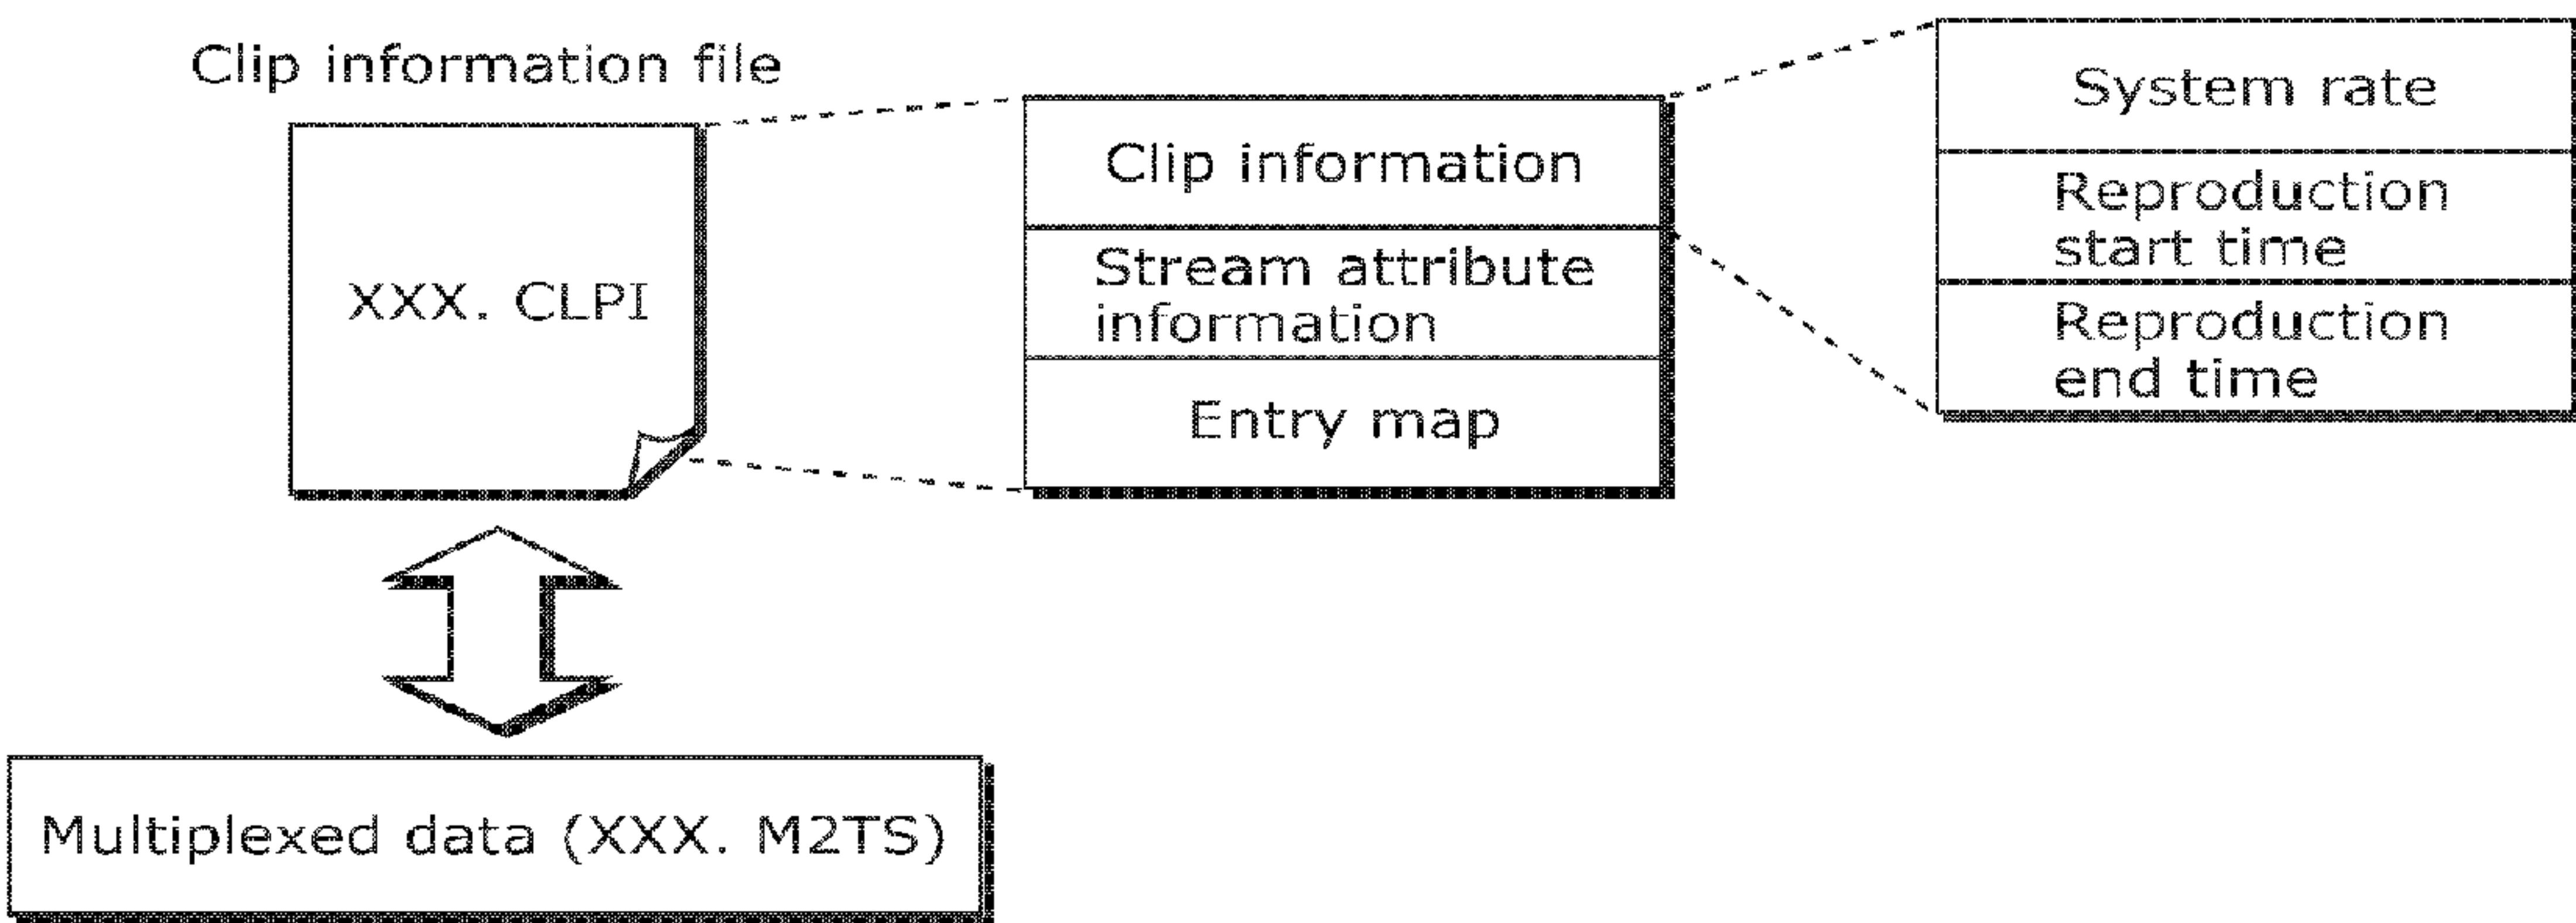 Clip information file
XXX. CLPI
Clip information
Stream attribute
information
Entry map
System rate
Reproduction
start time
Reproduction
end time
Multiplexed data (XXX. M2TS)